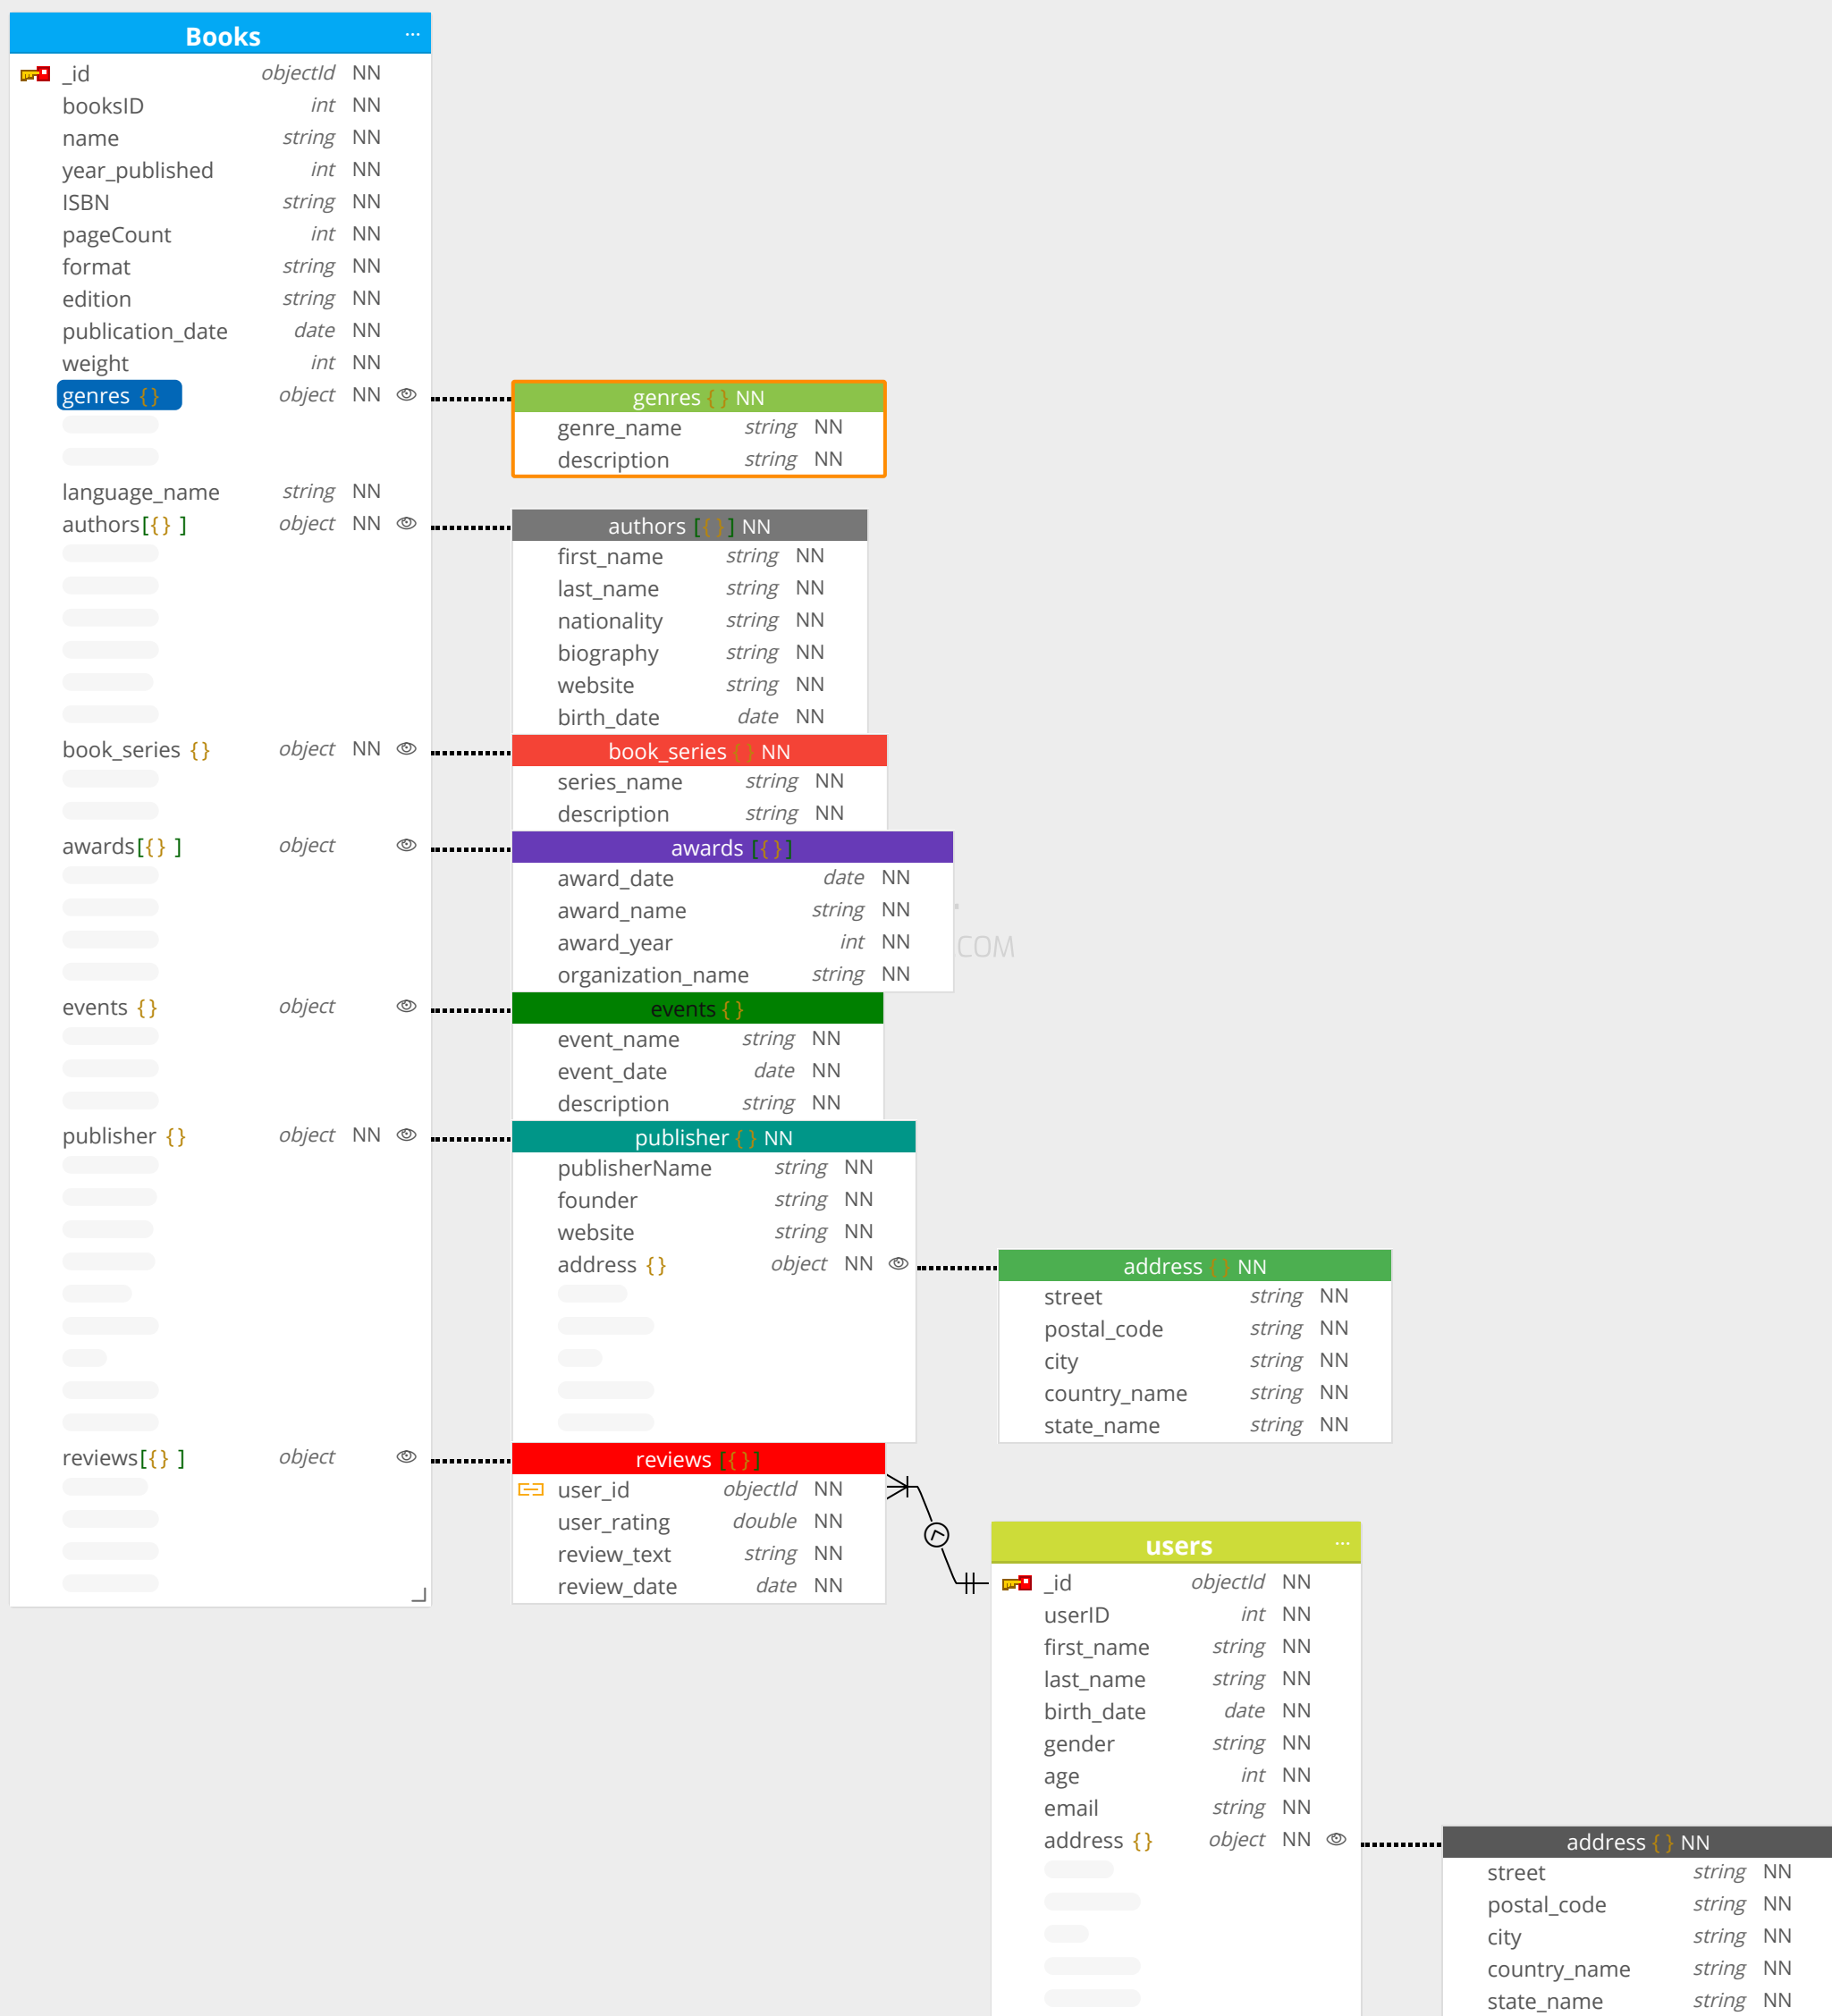 Books ...
_id objectId NN
booksID int NN
name string NN
year_published int NN
ISBN string NN
pageCount int NN
format string NN
edition string NN
publication_date date NN
weight int NN
genres {} object NN
language_name string NN
authors[{} ] object NN
book_series {} object NN
awards[{} ] object
events {} object
publisher {} object NN
reviews[{} ] object
genres { } NN
genre_name string NN
description string NN
authors [{ }] NN
first_name string NN
last_name string NN
nationality string NN
biography string NN
website string NN
birth_date date NN
book_series { } NN
series_name string NN
description string NN
awards [{ }]
award_date date NN
award_name string NN
award_year int NN
organization_name string NN
COM
events { }
event_name string NN
event_date date NN
description string NN
publisher { } NN
publisherName string NN
founder string NN
website string NN
address {} object NN
address { } NN
street string NN
postal_code string NN
city string NN
country_name string NN
state_name string NN
reviews [{ }]
user_id objectId NN
user_rating double NN
review_text string NN
review_date date NN
users ...
_id objectId NN
userID int NN
first_name string NN
last_name string NN
birth_date date NN
gender string NN
age int NN
email string NN
address {} object NN
address { } NN
street string NN
postal_code string NN
city string NN
country_name string NN
state_name string NN